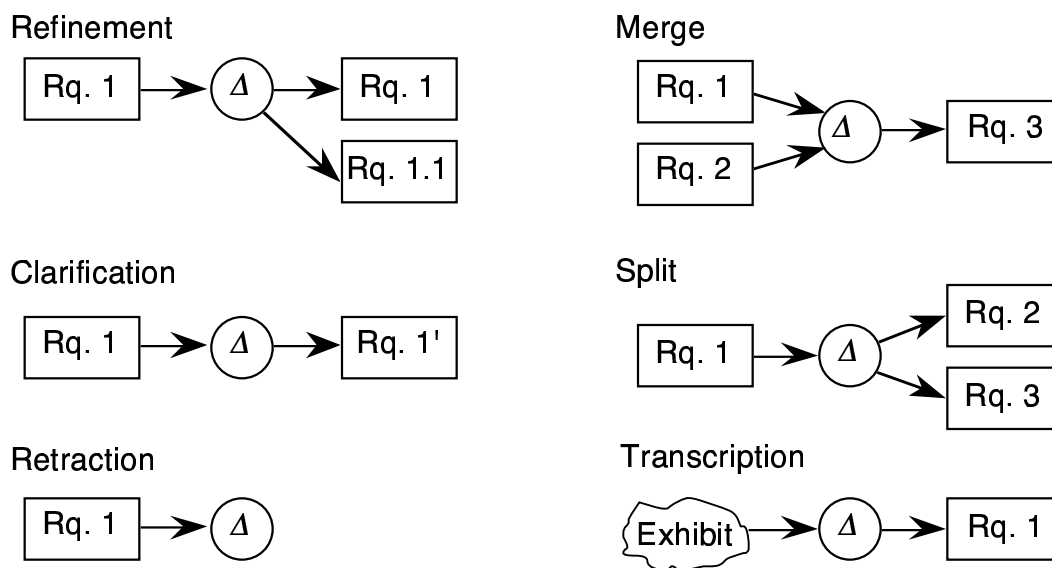 Refinement
Rq. 1
Δ
Rq. 1
Rq. 1.1
Merge
Rq. 1
Rq. 2
Δ
Rq. 3
Clarification
Rq. 1
Δ
Rq. 1'
Split
Rq. 1
Δ
Rq. 2
Rq. 3
Retraction
Rq. 1
Δ
Transcription
Exhibit
Δ
Rq. 1